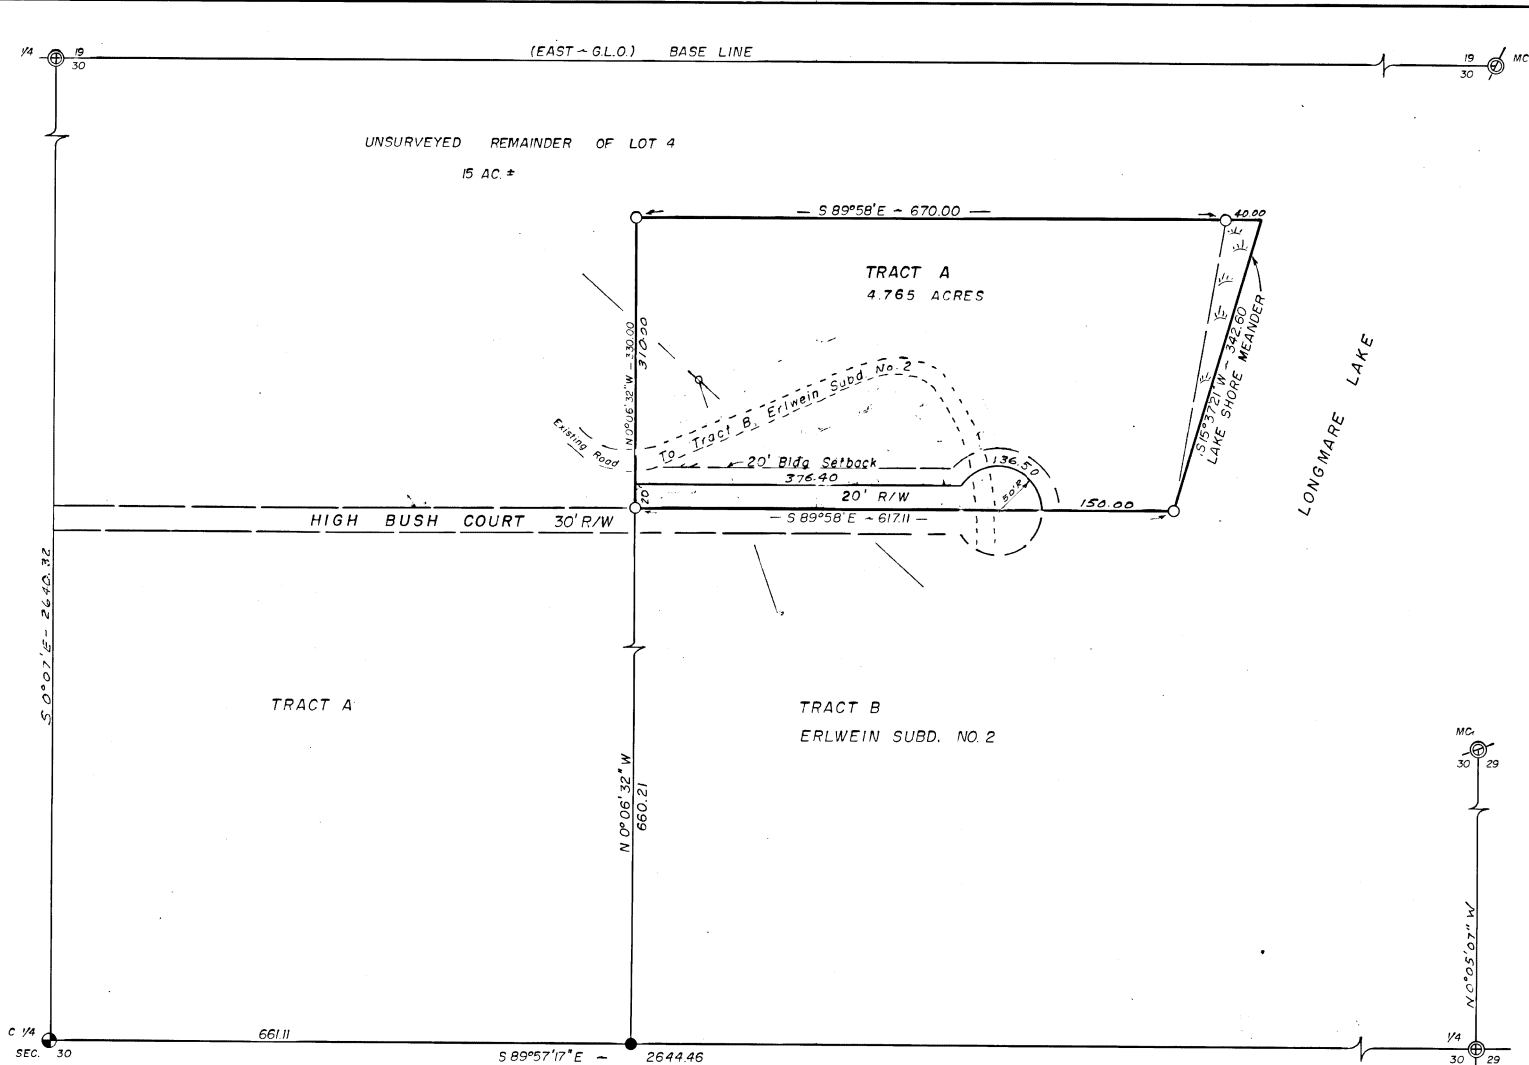 1/4
19
30
(EAST ~ G.L.O.) BASE LINE
19
30
MC
UNSURVEYED REMAINDER OF LOT 4
15 AC. ±
S 89°58'E ~ 670.00
40.00
TRACT A
4.765 ACRES
N 0°06'32"W - 330.00
310.00
S 15°37'21"W ~ 342.60
LAKE SHORE MEANDER
LONGMARE LAKE
Existing Road
To Tract B, Erlwein Subd. No. 2
20' Bldg Setback
376.40
136.50
50' R
20'
20' R/W
150.00
HIGH BUSH COURT 30' R/W
S 89°58'E ~ 617.11
S 0°07'E - 2640.32
TRACT A
TRACT B
ERLWEIN SUBD. NO. 2
N 0°06'32"W
660.21
MC
30 29
N 0°05'07"W
C 1/4
SEC. 30
661.11
S 89°57'17"E ~ 2644.46
1/4
30 29